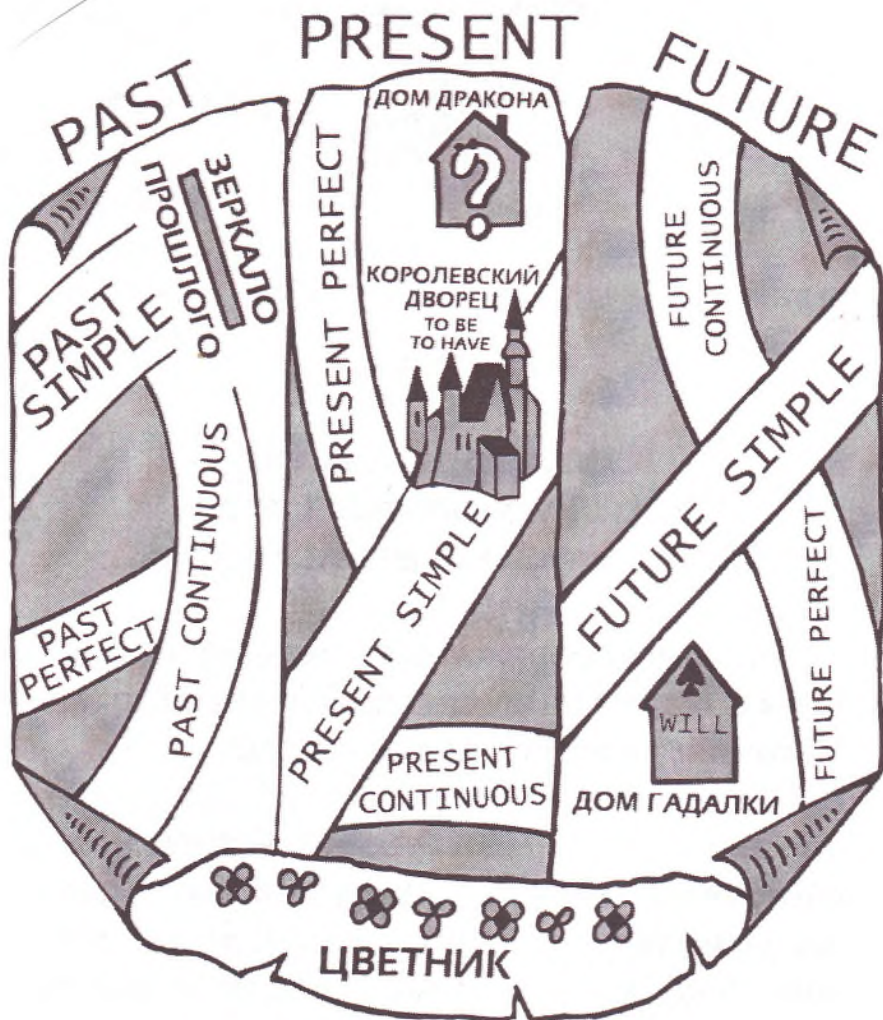 PAST
PRESENT
FUTURE
ЗЕРКАЛО
ПРОШЛОГО
PAST
SIMPLE
PAST CONTINUOUS
PAST
PERFECT
PRESENT PERFECT
ДОМ ДРАКОНА
?
КОРОЛЕВСКИЙ
ДВОРЕЦ
TO BE
TO HAVE
PRESENT SIMPLE
PRESENT
CONTINUOUS
FUTURE
CONTINUOUS
FUTURE SIMPLE
FUTURE PERFECT
WILL
ДОМ ГАДАЛКИ
ЦВЕТНИК